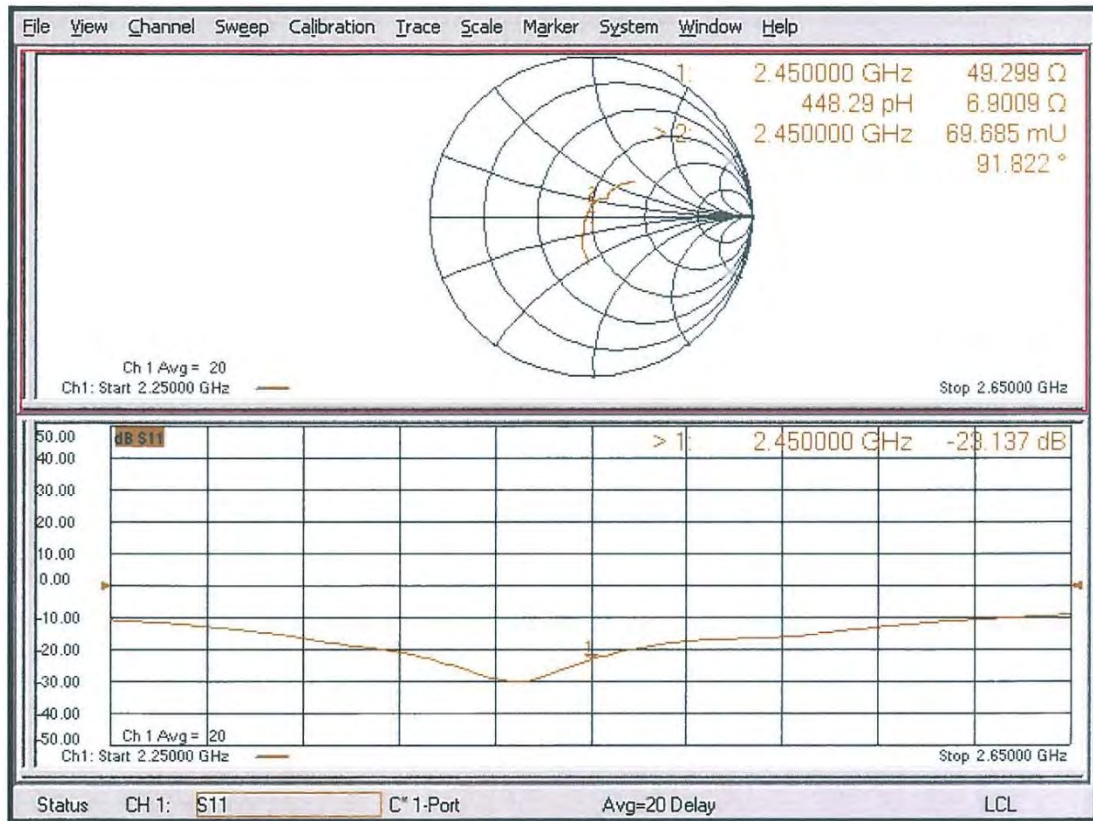 File View Channel Sweep Calibration Trace Scale Marker System Window Help
1: 2.450000 GHz 49.299 Ω
448.29 pH 6.9009 Ω
> 2: 2.450000 GHz 69.685 mU
91.822 °
Ch 1 Avg = 20
Ch1: Start 2.25000 GHz
Stop 2.65000 GHz
50.00
dB S11
> 1: 2.450000 GHz -23.137 dB
40.00
30.00
20.00
10.00
0.00
-10.00
-20.00
1
-30.00
-40.00
-50.00
Ch 1 Avg = 20
Ch1: Start 2.25000 GHz
Stop 2.65000 GHz
Status CH 1: S11 C* 1-Port Avg=20 Delay LCL